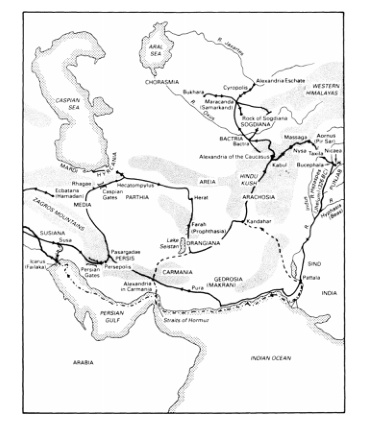 ARAL
SEA
R. Jaxartes
CHORASMIA
Alexandria Eschate
Cyropolis
Bukhara
WESTERN
HIMALAYAS
CASPIAN
SEA
R. Oxus
Maracanda
(Samarkand)
Rock of Sogdiana
SOGDIANA
BACTRIA
Bactra
Massaga
Aornus
(Pir Sar)
Alexandria of the Caucasus
Nysa
Taxila
Nicaea
Kabul
Bucephara
MARDI
HYRCANIA
HINDU
KUSH
PUNJAB
Rhagae
Hecatompylus
AREIA
Ecbatana
(Hamadan)
Caspian
Gates
PARTHIA
Herat
ARACHOSIA
MEDIA
ZAGROS MOUNTAINS
Farah
(Prophthasia)
Kandahar
SUSIANA
Susa
Lake
Seistan
DRANGIANA
Pasargadae
PERSIS
Icarus
(Failaka)
Persian
Gates
Persepolis
CARMANIA
GEDROSIA
(MAKRAN)
SIND
Alexandria
in Carmania
Pura
Pattala
INDIA
PERSIAN
GULF
Straits of Hormuz
ARABIA
INDIAN OCEAN